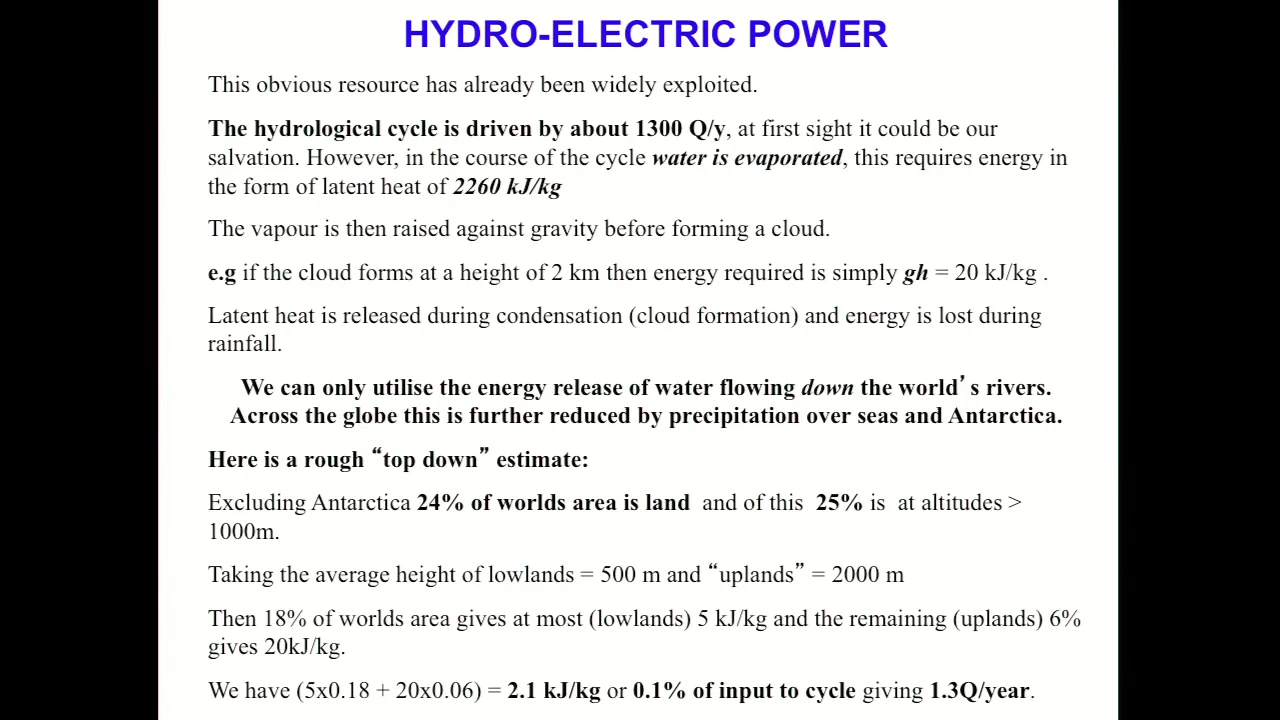 HYDRO-ELECTRIC POWER
This obvious resource has already been widely exploited.
The hydrological cycle is driven by about 1300 Q/y, at first sight it could be our
salvation. However, in the course of the cycle water is evaporated, this requires energy in
the form of latent heat of 2260 kJ/kg
The vapour is then raised against gravity before forming a cloud.
e.g if the cloud forms at a height of 2 km then energy required is simply gh = 20 kJ/kg .
Latent heat is released during condensation (cloud formation) and energy is lost during
rainfall.
We can only utilise the energy release of water flowing down the world’s rivers.
Across the globe this is further reduced by precipitation over seas and Antarctica.
Here is a rough “top down” estimate:
Excluding Antarctica 24% of worlds area is land and of this 25% is at altitudes >
1000m.
Taking the average height of lowlands = 500 m and “uplands” = 2000 m
Then 18% of worlds area gives at most (lowlands) 5 kJ/kg and the remaining (uplands) 6%
gives 20kJ/kg.
We have (5x0.18 + 20x0.06) = 2.1 kJ/kg or 0.1% of input to cycle giving 1.3Q/year.